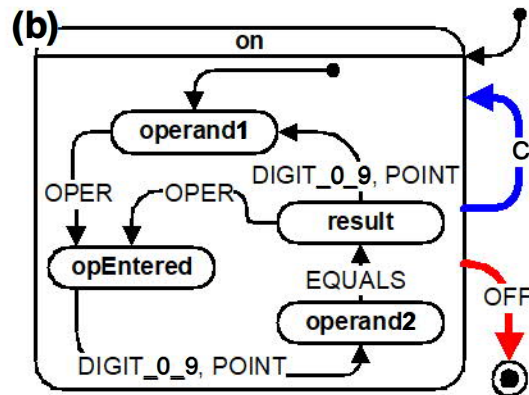 (b)
on
operand1
DIGIT_0_9, POINT
C
OPER
OPER
result
opEntered
EQUALS
OFF
operand2
DIGIT_0_9, POINT